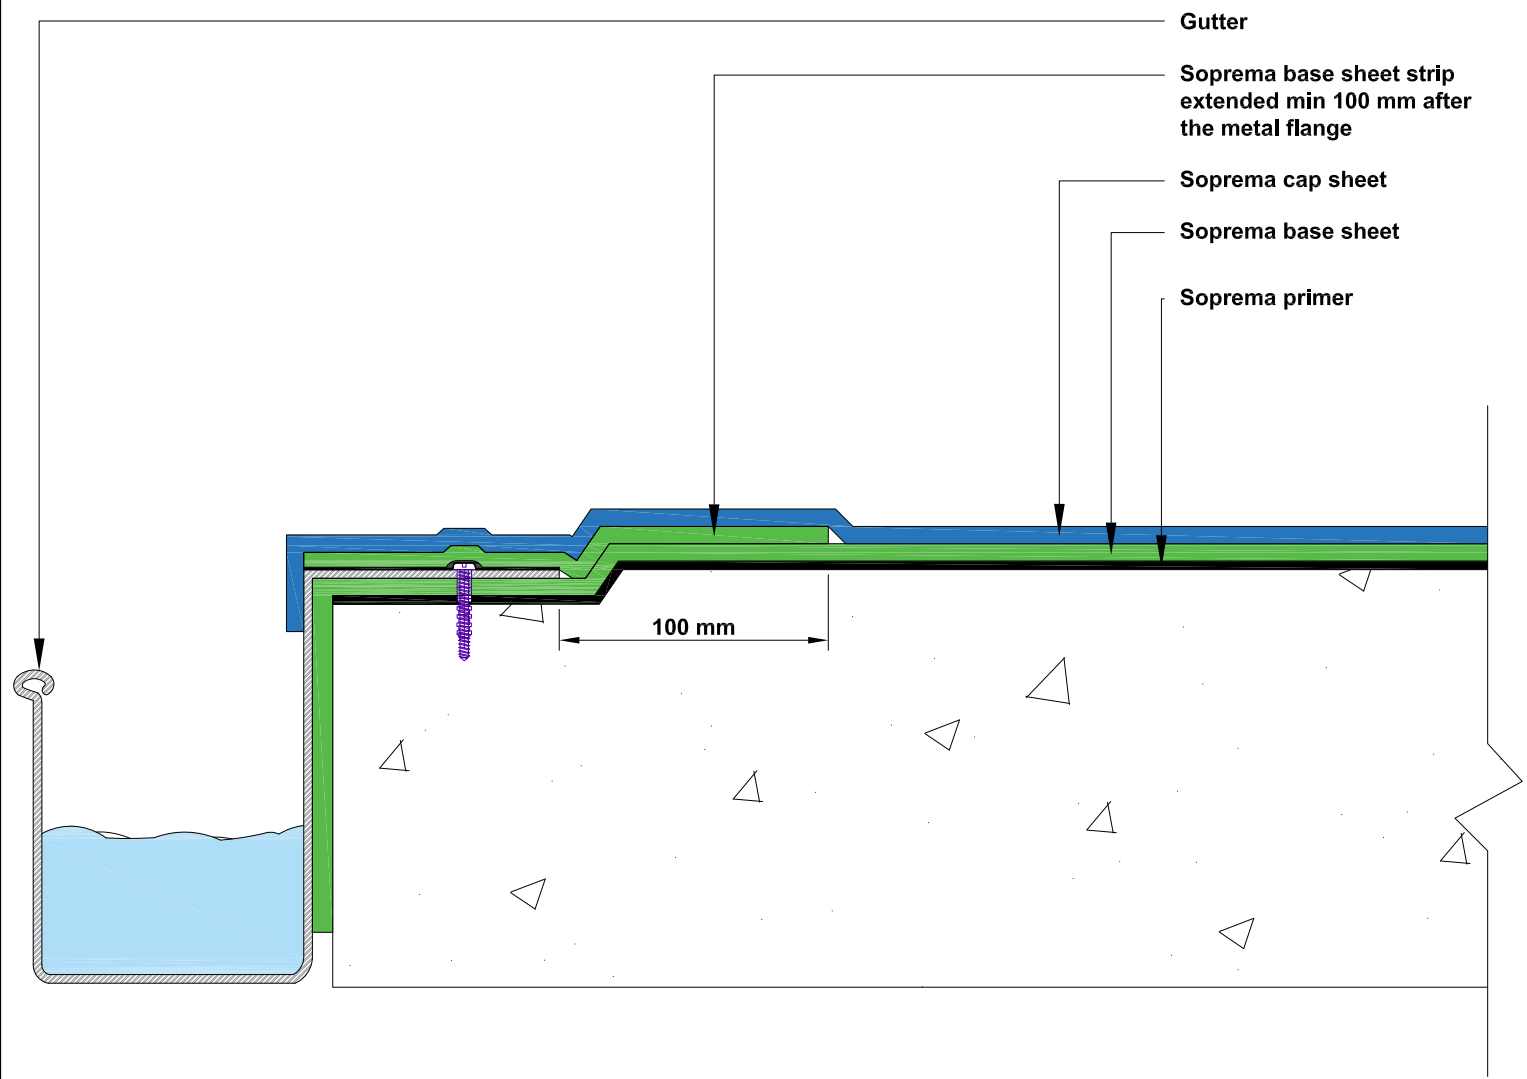 Gutter
Soprema base sheet strip
extended min 100 mm after
the metal flange
Soprema cap sheet
Soprema base sheet
Soprema primer
100 mm